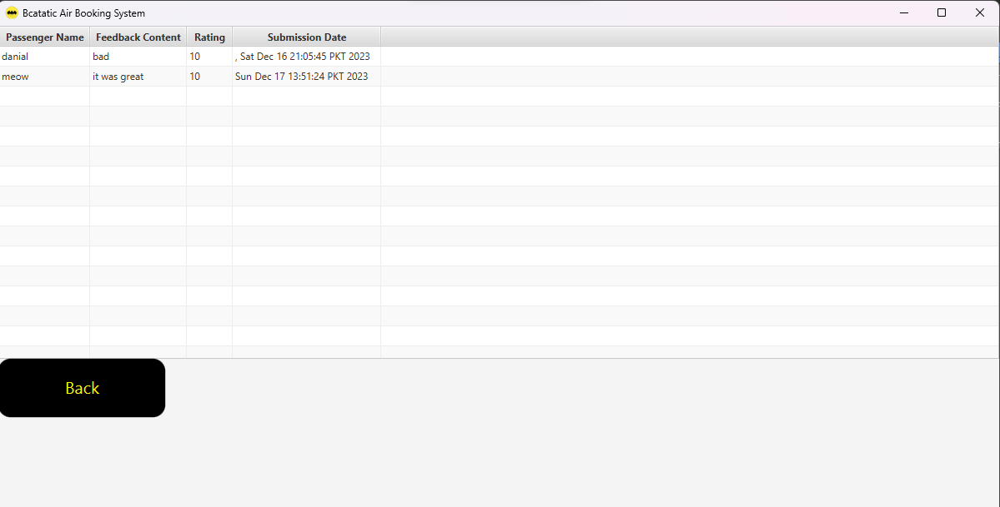 Bcatatic Air Booking System
Passenger Name Feedback Content Rating Submission Date
danial bad 10 , Sat Dec 16 21:05:45 PKT 2023
meow it was great 10 Sun Dec 17 13:51:24 PKT 2023
Back